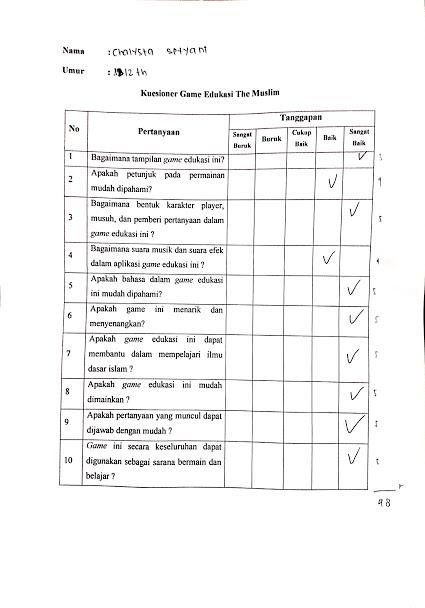 Nama : Chalysta Setyani
Umur : 12 th
Kuesioner Game Edukasi The Muslim
No Pertanyaan Tanggapan
Sangat Buruk Buruk Cukup Baik Baik Sangat Baik
1 Bagaimana tampilan game edukasi ini? ✓ 5
2 Apakah petunjuk pada permainan
mudah dipahami? ✓ 4
3 Bagaimana bentuk karakter player,
musuh, dan pemberi pertanyaan dalam
game edukasi ini ? ✓ 5
4 Bagaimana suara musik dan suara efek
dalam aplikasi game edukasi ini ? ✓ 4
5 Apakah bahasa dalam game edukasi
ini mudah dipahami? ✓ 5
6 Apakah game ini menarik dan
menyenangkan? ✓ 5
7 Apakah game edukasi ini dapat
membantu dalam mempelajari ilmu
dasar islam ? ✓ 5
8 Apakah game edukasi ini mudah
dimainkan ? ✓ 5
9 Apakah pertanyaan yang muncul dapat
dijawab dengan mudah ? ✓ 5
10 Game ini secara keseluruhan dapat
digunakan sebagai sarana bermain dan
belajar ? ✓ 5
48